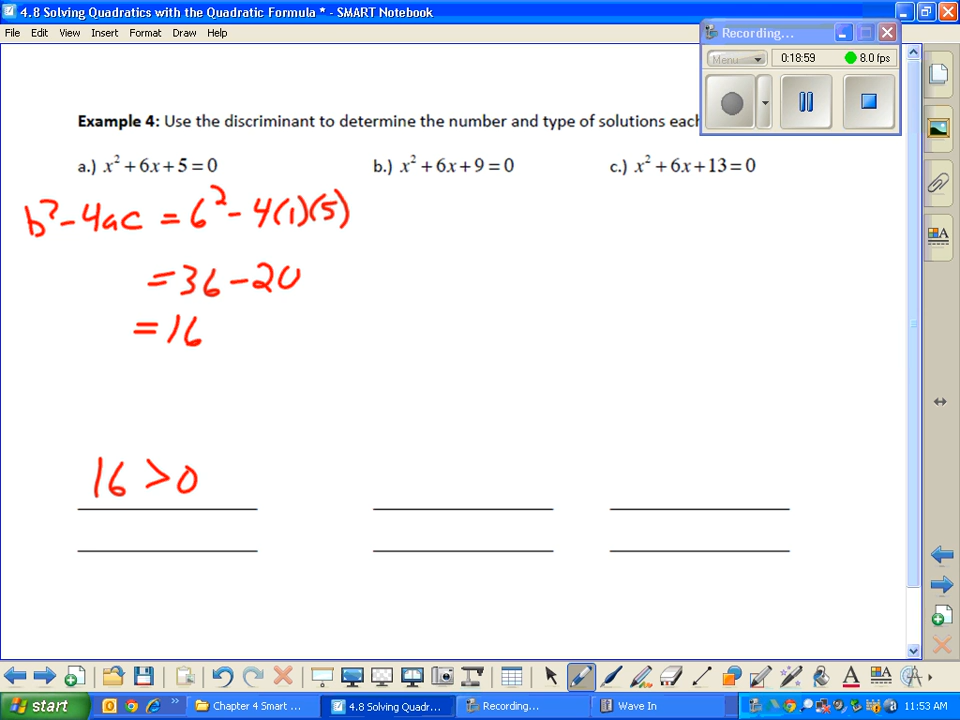 4.8 Solving Quadratics with the Quadratic Formula * - SMART Notebook
File Edit View Insert Format Draw Help
Recording...
Menu 0:18:59 8.0 fps
Example 4: Use the discriminant to determine the number and type of solutions each
a.) x² + 6x + 5 = 0 b.) x² + 6x + 9 = 0 c.) x² + 6x + 13 = 0
b² - 4ac = 6² - 4(1)(5)
= 36 - 20
= 16
16 > 0
start Chapter 4 Smart ... 4.8 Solving Quadr... Recording... Wave In 11:53 AM